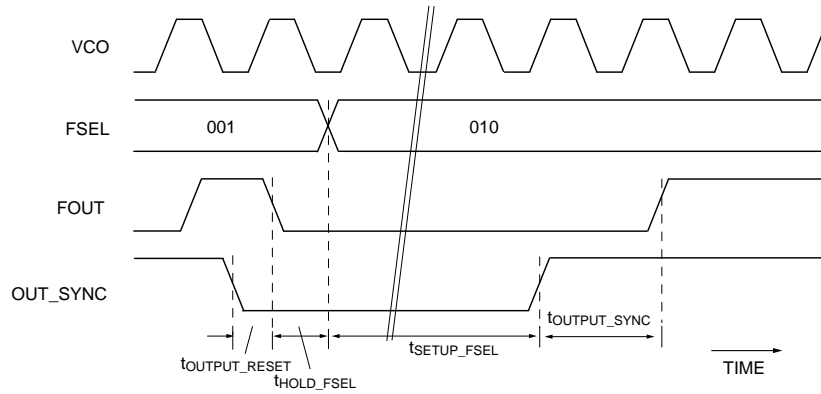 VCO
FSEL
001
010
FOUT
OUT_SYNC
tOUTPUT_RESET
tHOLD_FSEL
tSETUP_FSEL
tOUTPUT_SYNC
TIME